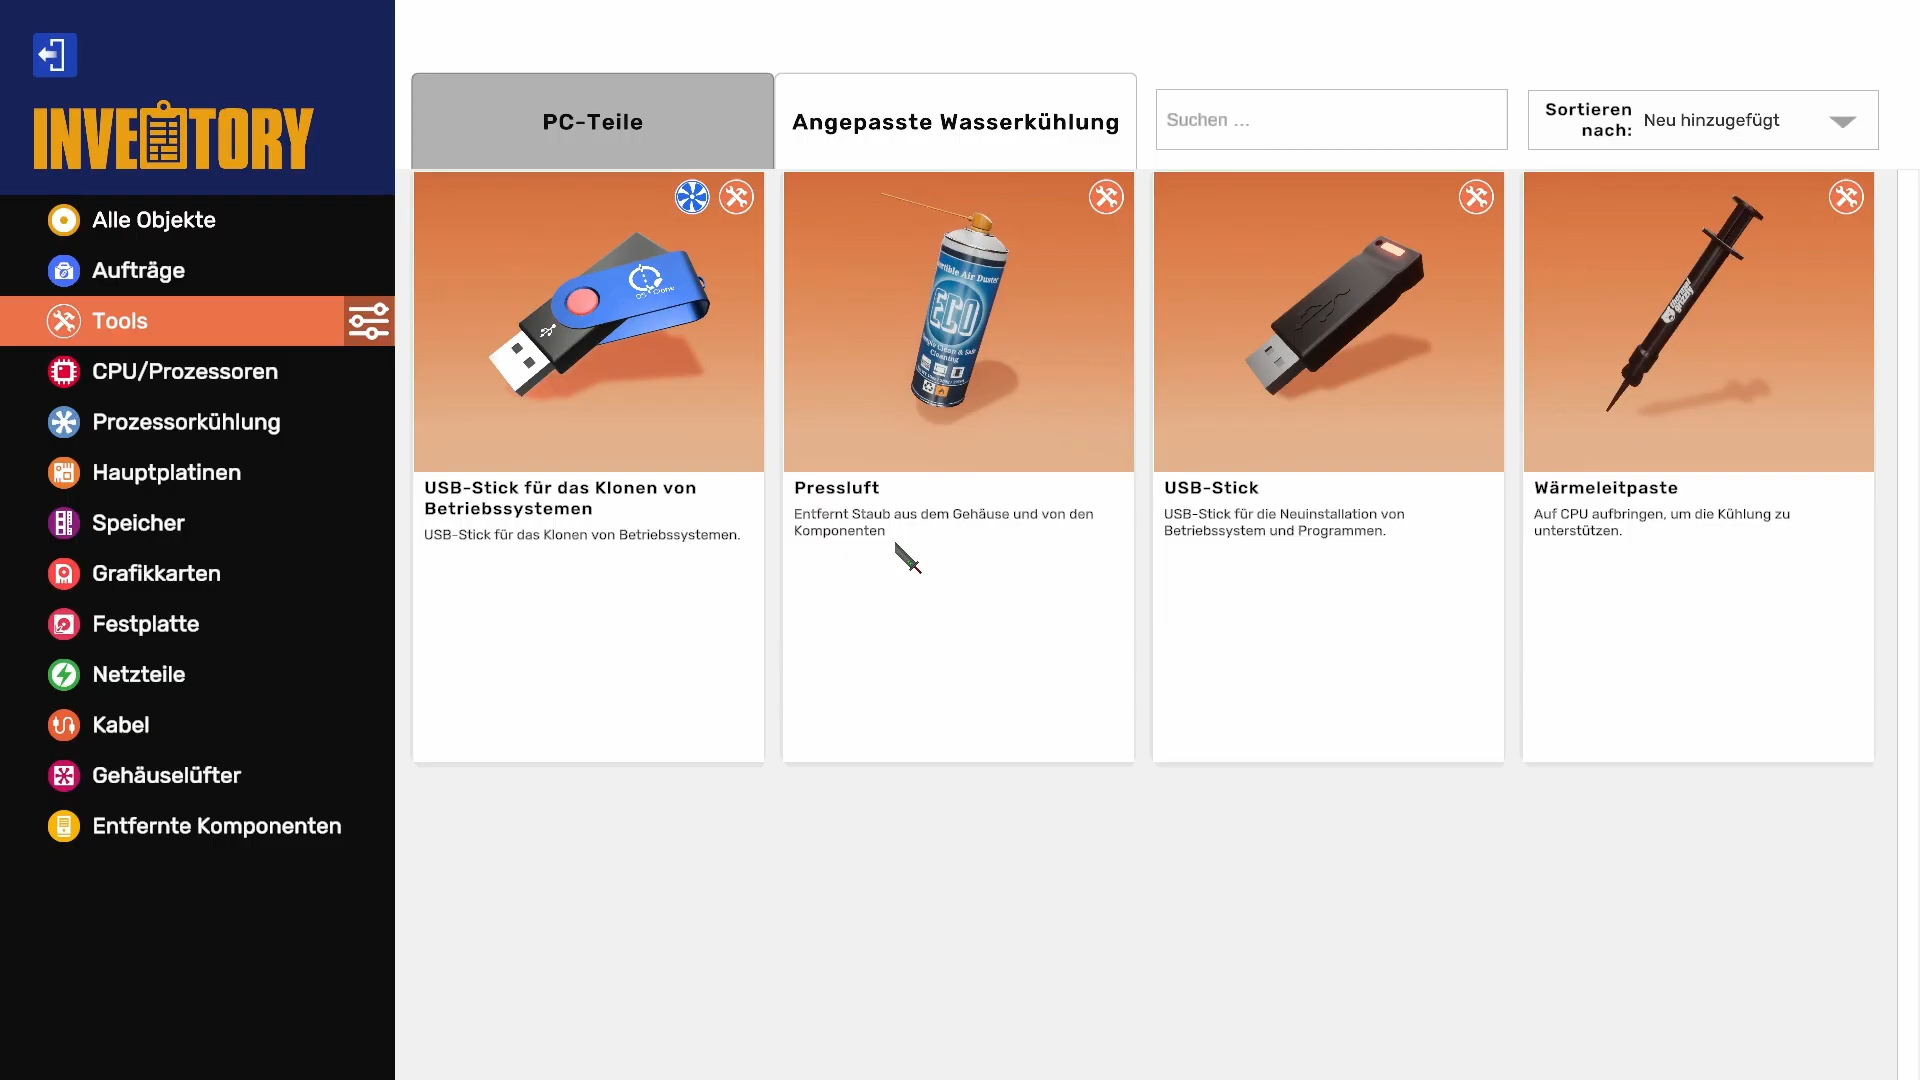 INVENTORY
Alle Objekte
Aufträge
Tools
CPU/Prozessoren
Prozessorkühlung
Hauptplatinen
Speicher
Grafikkarten
Festplatte
Netzteile
Kabel
Gehäuselüfter
Entfernte Komponenten
PC-Teile
Angepasste Wasserkühlung
Suchen ...
Sortieren
nach:
Neu hinzugefügt
USB-Stick für das Klonen von
Betriebssystemen
USB-Stick für das Klonen von Betriebssystemen.
ECO
Pressluft
Entfernt Staub aus dem Gehäuse und von den
Komponenten
USB-Stick
USB-Stick für die Neuinstallation von
Betriebssystem und Programmen.
Wärmeleitpaste
Auf CPU aufbringen, um die Kühlung zu
unterstützen.